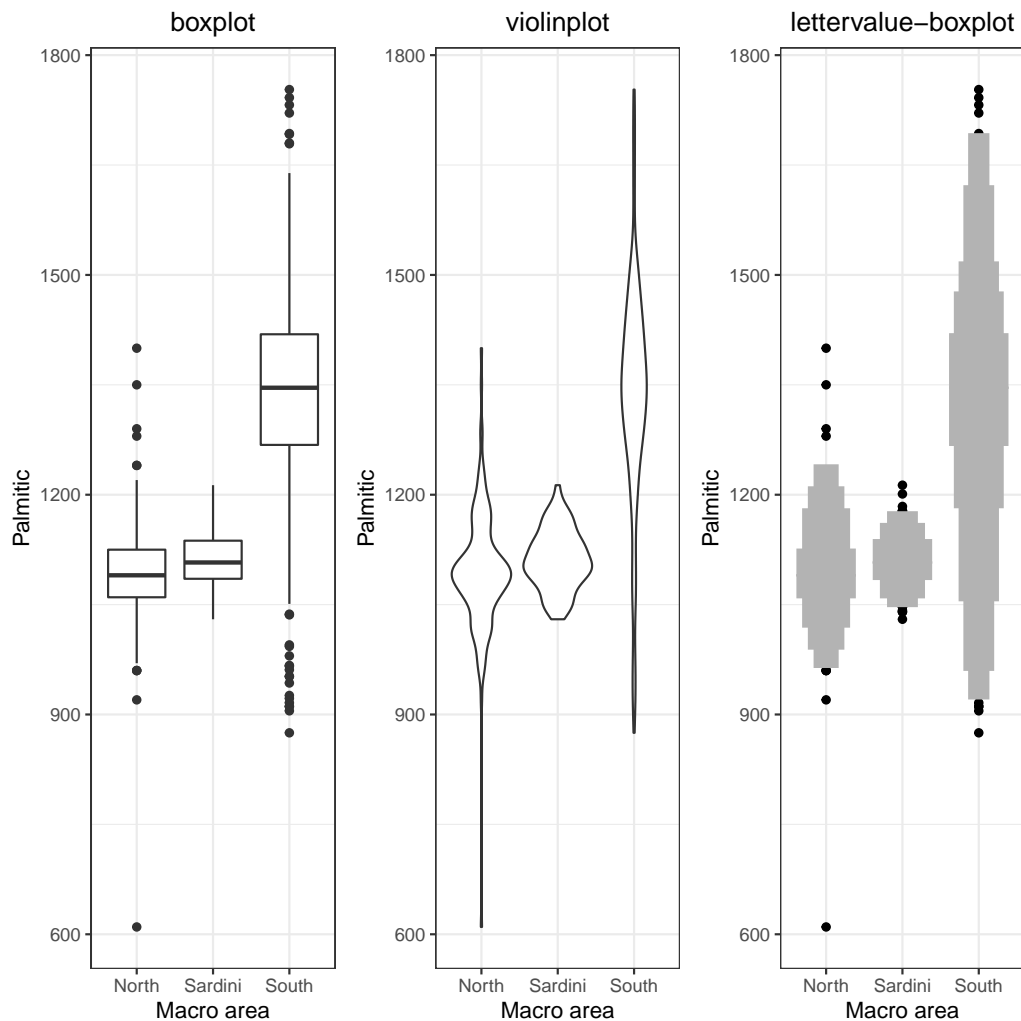 boxplot
Palmitic
1800
1500
1200
900
600
North Sardini South
Macro area
violinplot
Palmitic
1800
1500
1200
900
600
North Sardini South
Macro area
lettervalue−boxplot
Palmitic
1800
1500
1200
900
600
North Sardini South
Macro area